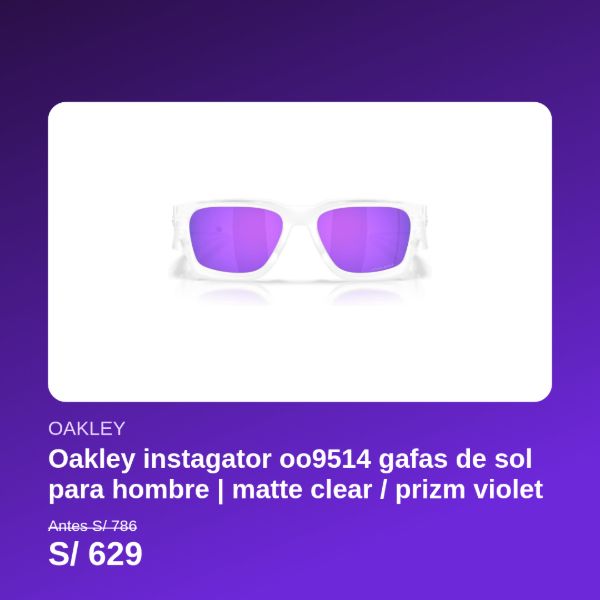 OAKLEY
Oakley instagator oo9514 gafas de sol
para hombre | matte clear / prizm violet
Antes S/ 786
S/ 629